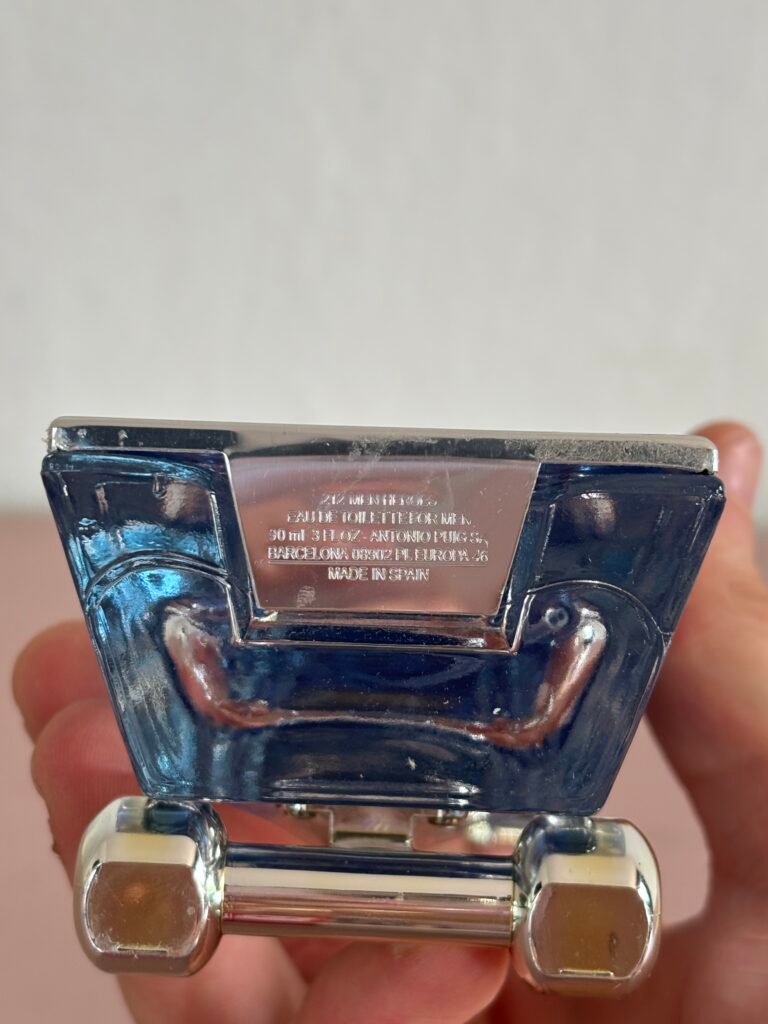 212 MEN HEROES
EAU DE TOILETTE FOR MEN
90 ml 3 FL OZ - ANTONIO PUIG SA
BARCELONA 08902 PL EUROPA 46
MADE IN SPAIN